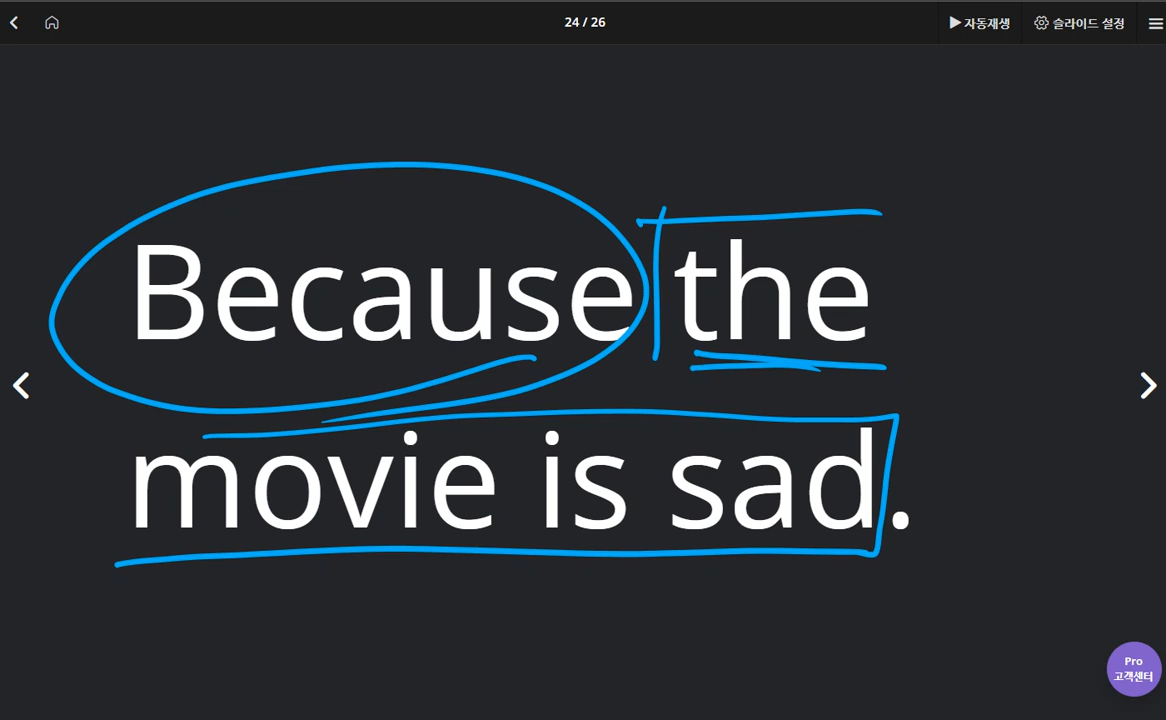 24 / 26
자동재생
슬라이드 설정
Because the
movie is sad.
Pro
고객센터